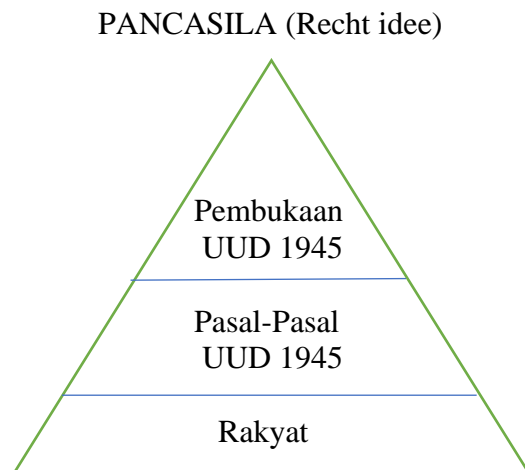 PANCASILA (Recht idee)
Pembukaan
UUD 1945
Pasal-Pasal
UUD 1945
Rakyat